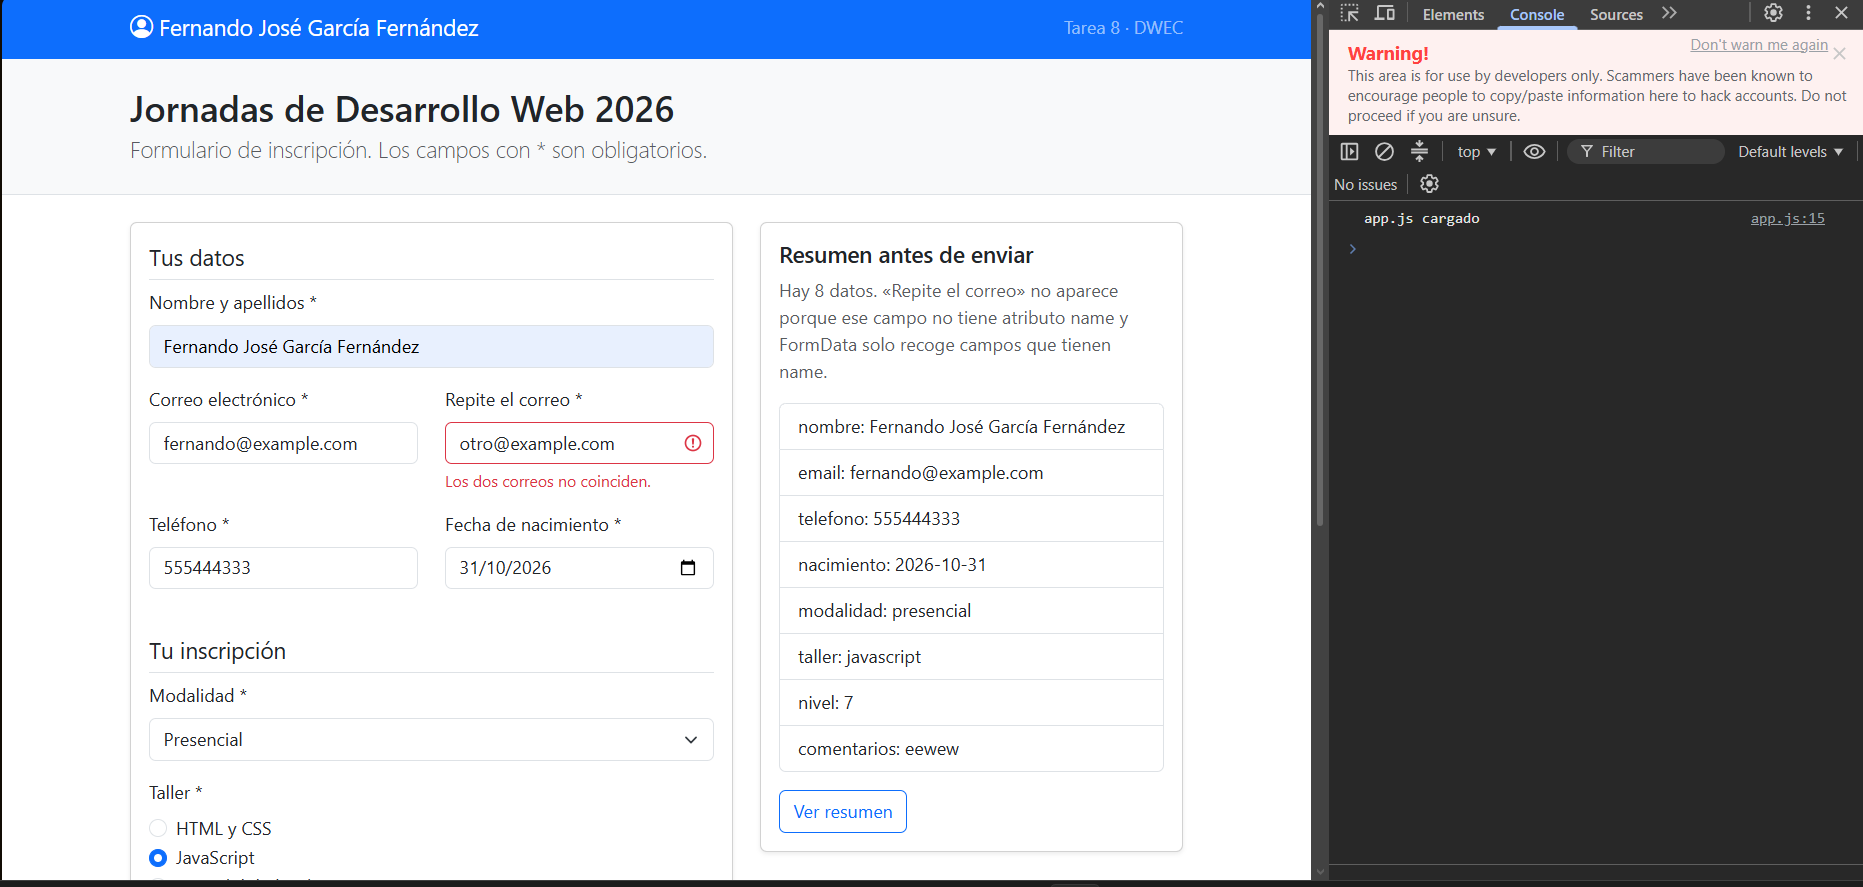 Fernando José García Fernández
Tarea 8 · DWEC
Jornadas de Desarrollo Web 2026
Formulario de inscripción. Los campos con * son obligatorios.
Tus datos
Nombre y apellidos *
Fernando José García Fernández
Correo electrónico *
Repite el correo *
fernando@example.com
otro@example.com
Los dos correos no coinciden.
Teléfono *
Fecha de nacimiento *
555444333
31/10/2026
Tu inscripción
Modalidad *
Presencial
Taller *
HTML y CSS
JavaScript
Resumen antes de enviar
Hay 8 datos. «Repite el correo» no aparece
porque ese campo no tiene atributo name y
FormData solo recoge campos que tienen
name.
nombre: Fernando José García Fernández
email: fernando@example.com
telefono: 555444333
nacimiento: 2026-10-31
modalidad: presencial
taller: javascript
nivel: 7
comentarios: eewew
Ver resumen
Elements
Console
Sources
Don't warn me again
Warning!
This area is for use by developers only. Scammers have been known to
encourage people to copy/paste information here to hack accounts. Do not
proceed if you are unsure.
top
Filter
Default levels
No issues
app.js cargado
app.js:15